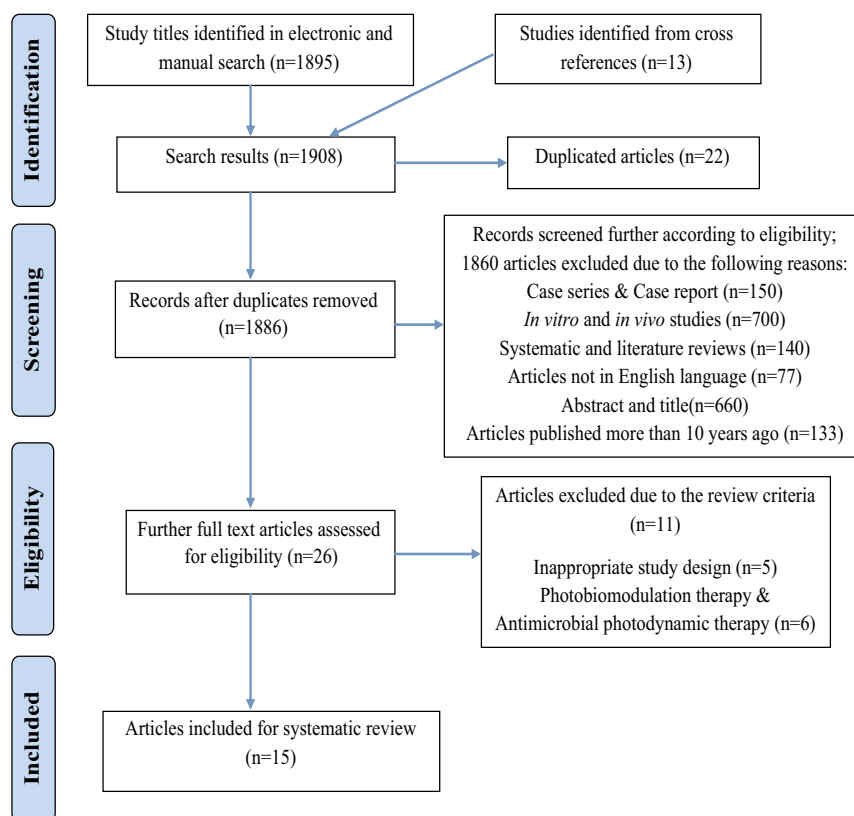 Identification
Study titles identified in electronic and
manual search (n=1895)
Studies identified from cross
references (n=13)
Search results (n=1908)
Duplicated articles (n=22)
Screening
Records after duplicates removed
(n=1886)
Records screened further according to eligibility;
1860 articles excluded due to the following reasons:
Case series & Case report (n=150)
In vitro and in vivo studies (n=700)
Systematic and literature reviews (n=140)
Articles not in English language (n=77)
Abstract and title(n=660)
Articles published more than 10 years ago (n=133)
Eligibility
Further full text articles assessed
for eligibility (n=26)
Articles excluded due to the review criteria
(n=11)
Inappropriate study design (n=5)
Photobiomodulation therapy &
Antimicrobial photodynamic therapy (n=6)
Included
Articles included for systematic review
(n=15)